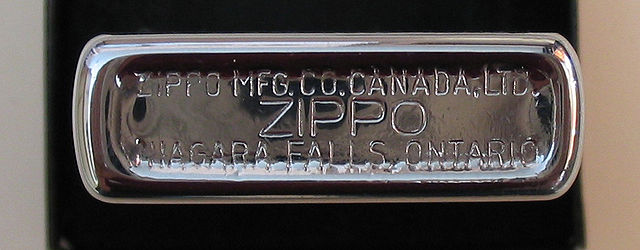 ZIPPO MFG. CO. CANADA, LTD.
ZIPPO
NIAGARA FALLS, ONTARIO